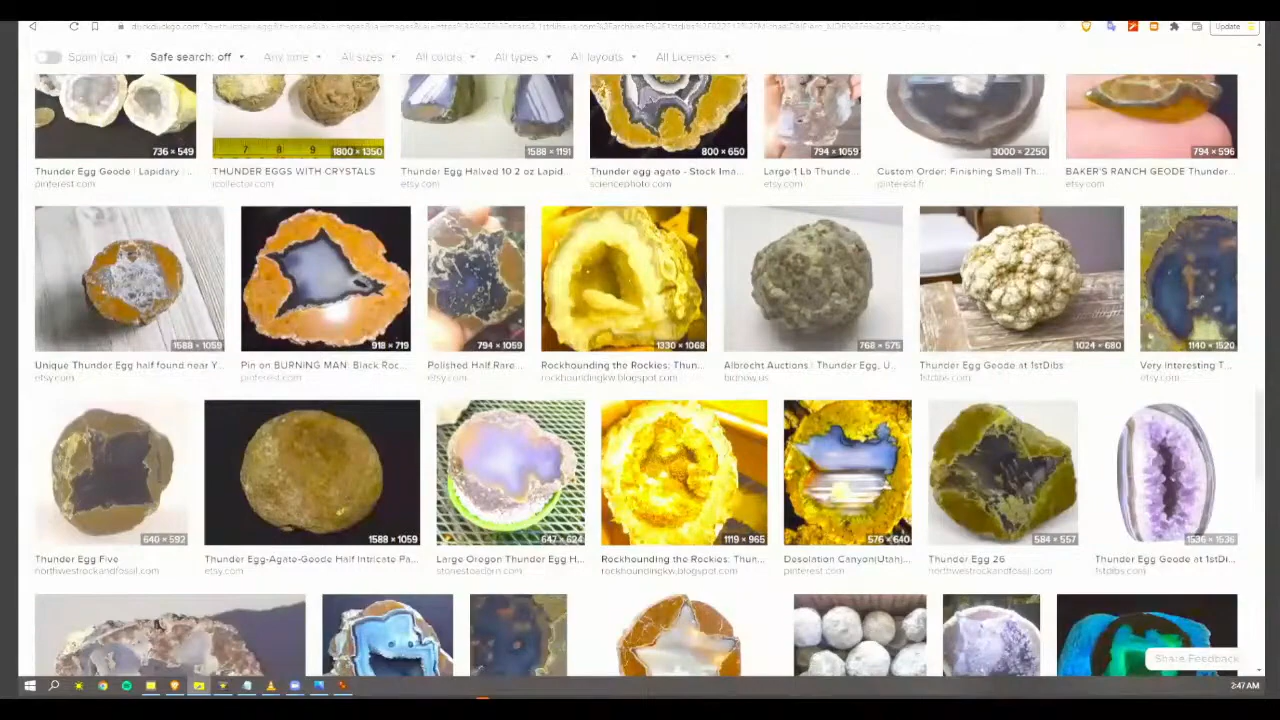 Update
Spain (ca) Safe search: off Any time All sizes All colors All types All layouts All Licenses
736 × 549
7 8 9
1800 × 1350
1588 × 1191
800 × 650
794 × 1059
3000 × 2250
794 × 596
Thunder Egg Geode | Lapidary | ...
pinterest.com
THUNDER EGGS WITH CRYSTALS
icollector.com
Thunder Egg Halved 10 2 oz Lapid...
etsy.com
Thunder egg agate - Stock Ima...
sciencephoto.com
Large 1 Lb Thunde...
etsy.com
Custom Order: Finishing Small Th...
pinterest.fr
BAKER'S RANCH GEODE Thunder...
etsy.com
1588 × 1059
918 × 719
794 × 1059
1330 × 1068
768 × 575
1024 × 680
1140 × 1520
Unique Thunder Egg half found near Y...
etsy.com
Pin on BURNING MAN: Black Roc...
pinterest.com
Polished Half Rare...
etsy.com
Rockhounding the Rockies: Thun...
rockhoundingkw.blogspot.com
Albrecht Auctions | Thunder Egg, U...
bidnow.us
Thunder Egg Geode at 1stDibs
1stdibs.com
Very Interesting T...
etsy.com
640 × 592
1588 × 1059
647 × 624
1119 × 965
576 × 640
584 × 557
1536 × 1536
Thunder Egg Five
northwestrockandfossil.com
Thunder Egg-Agate-Geode Half Intricate Pa...
etsy.com
Large Oregon Thunder Egg H...
stonestoadorn.com
Rockhounding the Rockies: Thun...
rockhoundingkw.blogspot.com
Desolation Canyon(Utah)...
pinterest.com
Thunder Egg 26
northwestrockandfossil.com
Thunder Egg Geode at 1stDi...
1stdibs.com
Share Feedback
2:47 AM